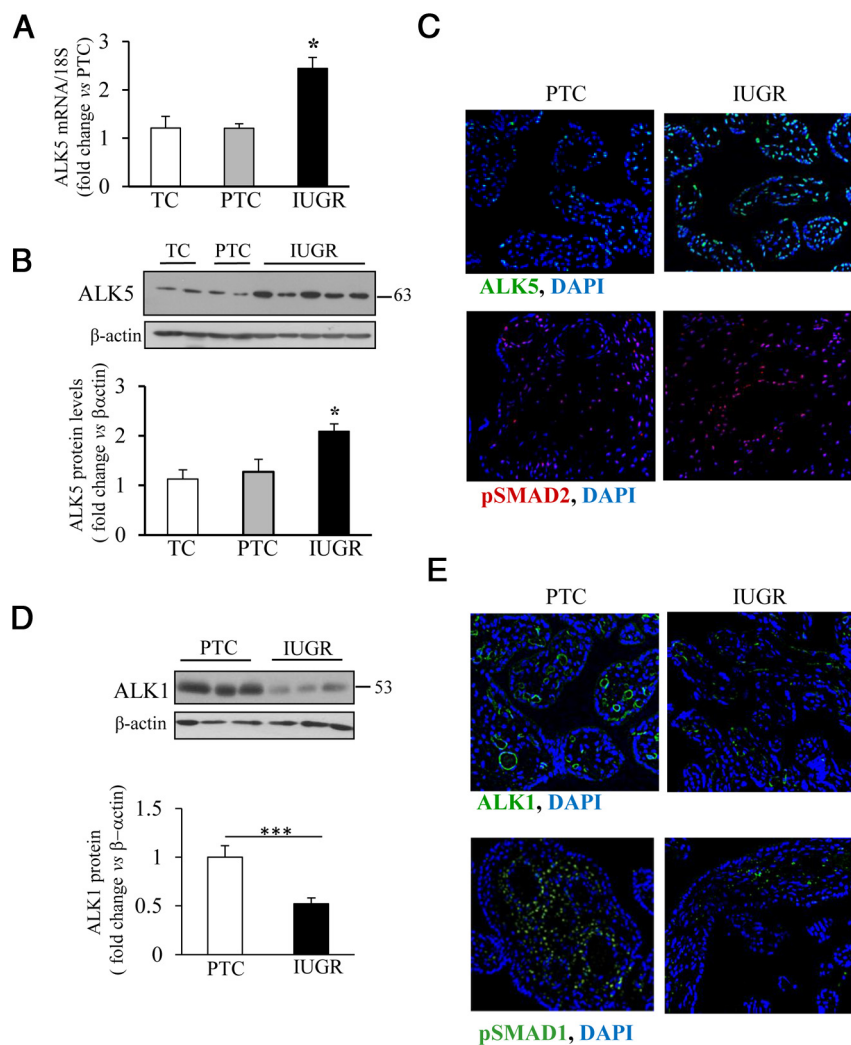 A
ALK5 mRNA/18S
(fold change vs PTC)
3
2
1
0
*
TC PTC IUGR
B
TC PTC IUGR
ALK5
63
β-actin
ALK5 protein levels
( fold change vs βαctin)
3
2
1
0
*
TC PTC IUGR
C
PTC IUGR
ALK5, DAPI
pSMAD2, DAPI
D
PTC IUGR
ALK1
53
β-actin
ALK1 protein
( fold change vs β–αctin)
1.5
1
0.5
0
***
PTC IUGR
E
PTC IUGR
ALK1, DAPI
pSMAD1, DAPI